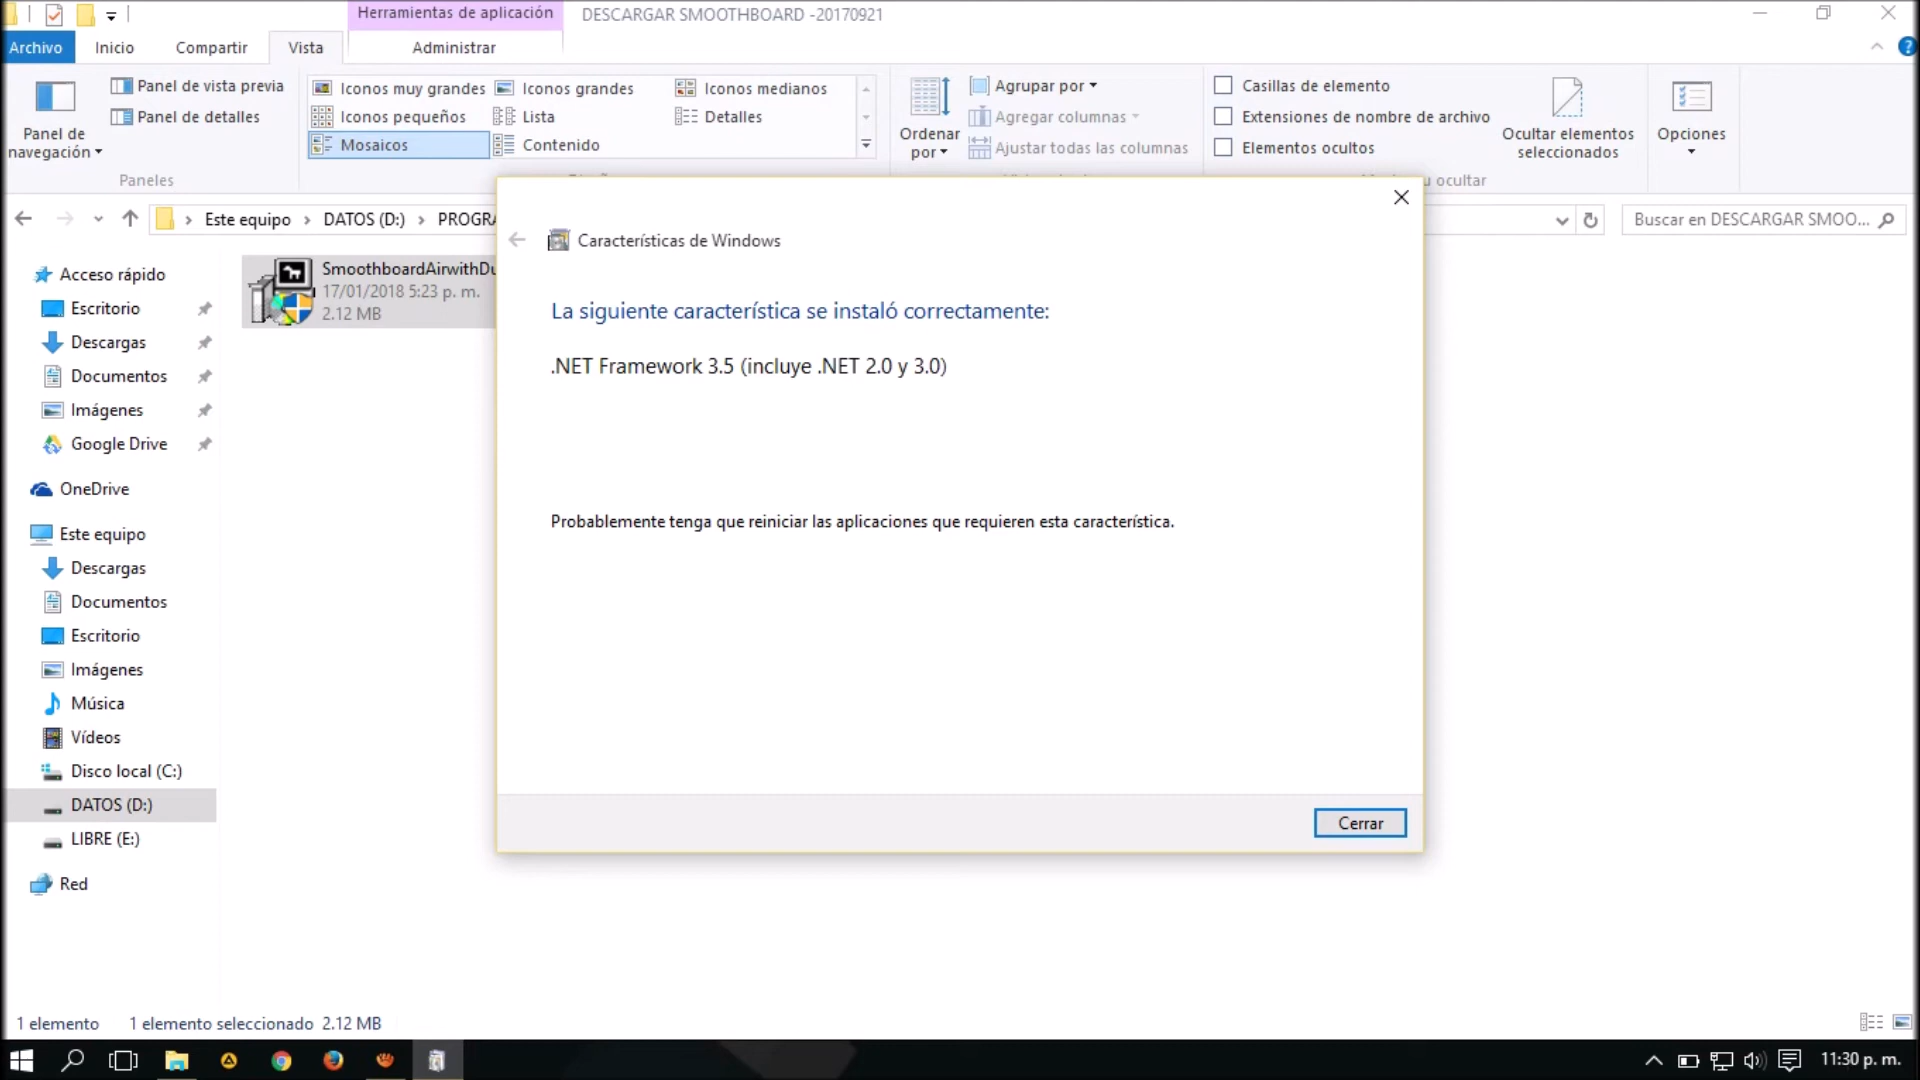 Herramientas de aplicación
DESCARGAR SMOOTHBOARD -20170921
Archivo
Inicio
Compartir
Vista
Administrar
Panel de navegación
Panel de vista previa
Panel de detalles
Paneles
Iconos muy grandes
Iconos grandes
Iconos medianos
Iconos pequeños
Lista
Detalles
Mosaicos
Contenido
Ordenar por
Agrupar por
Agregar columnas
Ajustar todas las columnas
Casillas de elemento
Extensiones de nombre de archivo
Elementos ocultos
Ocultar elementos
seleccionados
ocultar
Opciones
Este equipo
DATOS (D:)
PROGRA
Buscar en DESCARGAR SMOO...
Acceso rápido
Escritorio
Descargas
Documentos
Imágenes
Google Drive
OneDrive
Este equipo
Descargas
Documentos
Escritorio
Imágenes
Música
Vídeos
Disco local (C:)
DATOS (D:)
LIBRE (E:)
Red
SmoothboardAirwithDu
17/01/2018 5:23 p. m.
2.12 MB
Características de Windows
La siguiente característica se instaló correctamente:
.NET Framework 3.5 (incluye .NET 2.0 y 3.0)
Probablemente tenga que reiniciar las aplicaciones que requieren esta característica.
Cerrar
1 elemento
1 elemento seleccionado 2.12 MB
11:30 p. m.